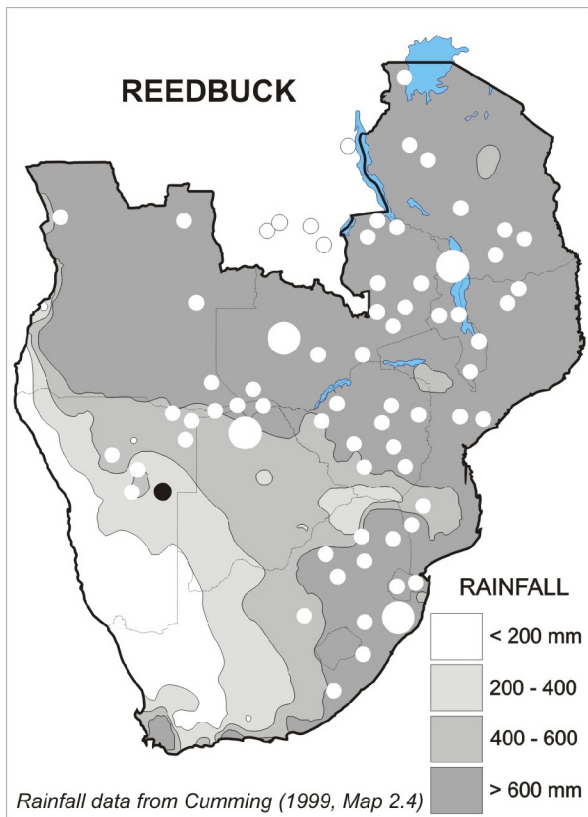 REEDBUCK
RAINFALL
< 200 mm
200 - 400
400 - 600
> 600 mm
Rainfall data from Cumming (1999, Map 2.4)